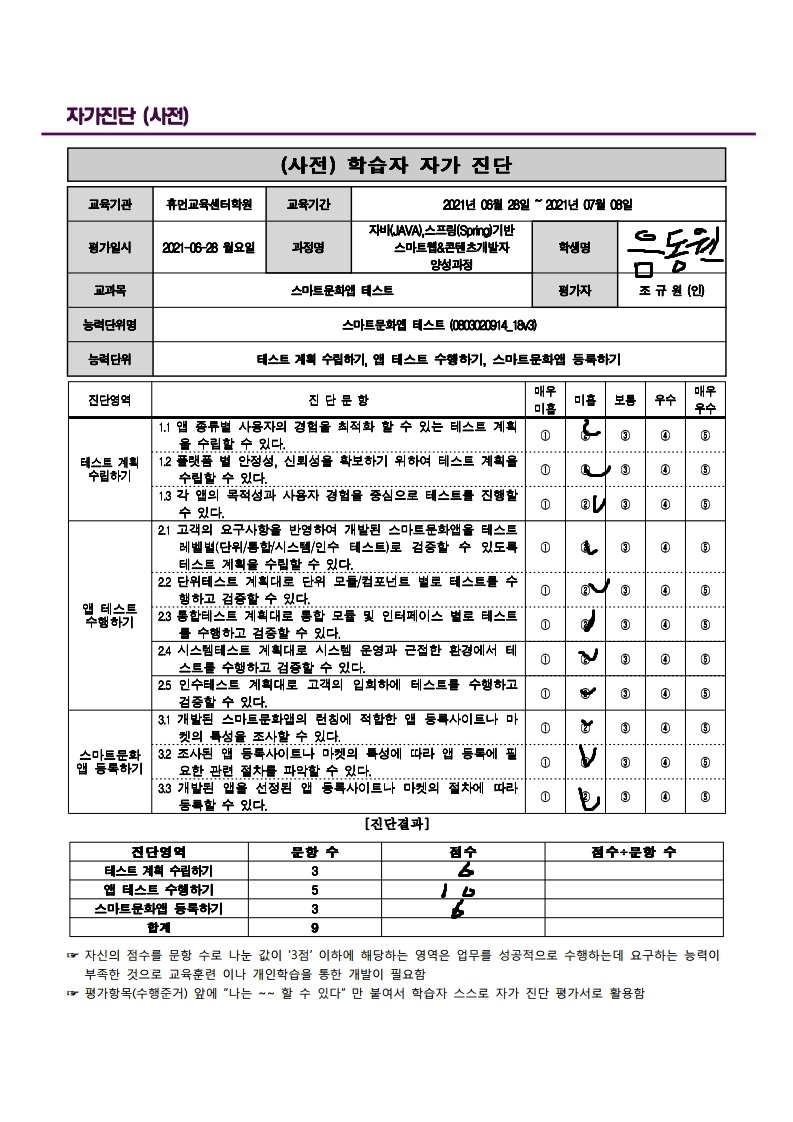 자가진단 (사전)
(사전) 학습자 자가 진단
교육기관 휴먼교육센터학원 교육기간 2021년 06월 28일 ~ 2021년 07월 08일
평가일시 2021-06-28 월요일 과정명 자바(JAVA),스프링(Spring)기반
스마트웹&콘텐츠개발자
양성과정
학생명 음동원
교과목 스마트문화앱 테스트 평가자 조 규 원 (인)
능력단위명 스마트문화앱 테스트 (0803020914_18v3)
능력단위 테스트 계획 수립하기, 앱 테스트 수행하기, 스마트문화앱 등록하기
진단영역 진 단 문 항 매우 미흡 미흡 보통 우수 매우 우수
테스트 계획
수립하기
1.1 앱 종류별 사용자의 경험을 최적화 할 수 있는 테스트 계획
을 수립할 수 있다. ① ② ③ ④ ⑤
1.2 플랫폼 별 안정성, 신뢰성을 확보하기 위하여 테스트 계획을
수립할 수 있다. ① ② ③ ④ ⑤
1.3 각 앱의 목적성과 사용자 경험을 중심으로 테스트를 진행할
수 있다. ① ② ③ ④ ⑤
앱 테스트
수행하기
2.1 고객의 요구사항을 반영하여 개발된 스마트문화앱을 테스트
레벨별(단위/통합/시스템/인수 테스트)로 검증할 수 있도록
테스트 계획을 수립할 수 있다. ① ② ③ ④ ⑤
2.2 단위테스트 계획대로 단위 모듈/컴포넌트 별로 테스트를 수
행하고 검증할 수 있다. ① ② ③ ④ ⑤
2.3 통합테스트 계획대로 통합 모듈 및 인터페이스 별로 테스트
를 수행하고 검증할 수 있다. ① ② ③ ④ ⑤
2.4 시스템테스트 계획대로 시스템 운영과 근접한 환경에서 테
스트를 수행하고 검증할 수 있다. ① ② ③ ④ ⑤
2.5 인수테스트 계획대로 고객의 입회하에 테스트를 수행하고
검증할 수 있다. ① ② ③ ④ ⑤
스마트문화
앱 등록하기
3.1 개발된 스마트문화앱의 런칭에 적합한 앱 등록사이트나 마
켓의 특성을 조사할 수 있다. ① ② ③ ④ ⑤
3.2 조사된 앱 등록사이트나 마켓의 특성에 따라 앱 등록에 필
요한 관련 절차를 파악할 수 있다. ① ② ③ ④ ⑤
3.3 개발된 앱을 선정된 앱 등록사이트나 마켓의 절차에 따라
등록할 수 있다. ① ② ③ ④ ⑤
[진단결과]
진단영역 문항 수 점수 점수÷문항 수
테스트 계획 수립하기 3 6
앱 테스트 수행하기 5 10
스마트문화앱 등록하기 3 6
합계 9
☞ 자신의 점수를 문항 수로 나눈 값이 '3점' 이하에 해당하는 영역은 업무를 성공적으로 수행하는데 요구하는 능력이
부족한 것으로 교육훈련 이나 개인학습을 통한 개발이 필요함
☞ 평가항목(수행준거) 앞에 "나는 ~~ 할 수 있다" 만 붙여서 학습자 스스로 자가 진단 평가서로 활용함